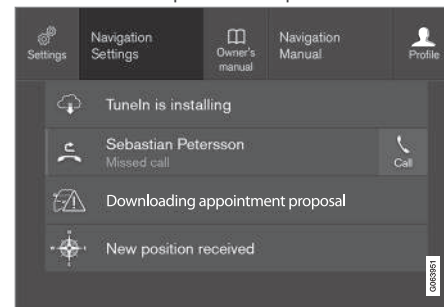 Settings
Navigation
Settings
Owner's
manual
Navigation
Manual
Profile
TuneIn is installing
Sebastian Petersson
Missed call
Call
Downloading appointment proposal
New position received
G063951